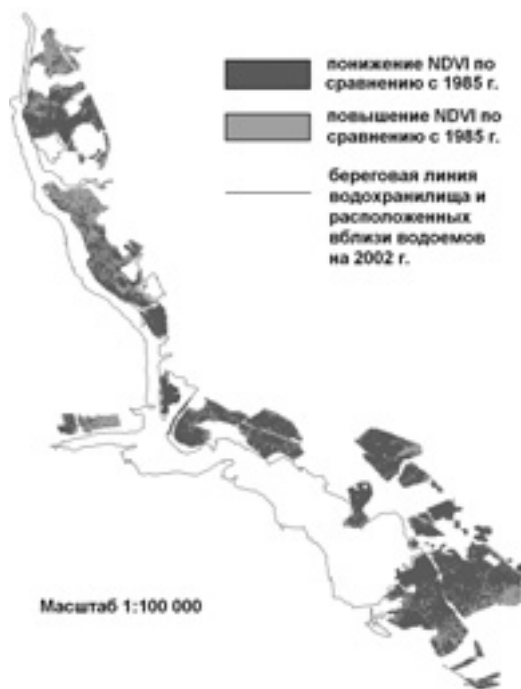 понижение NDVI по
сравнению с 1985 г.
повышение NDVI по
сравнению с 1985 г.
береговая линия
водохранилища и
расположенных
вблизи водоемов
на 2002 г.
Масштаб 1:100 000